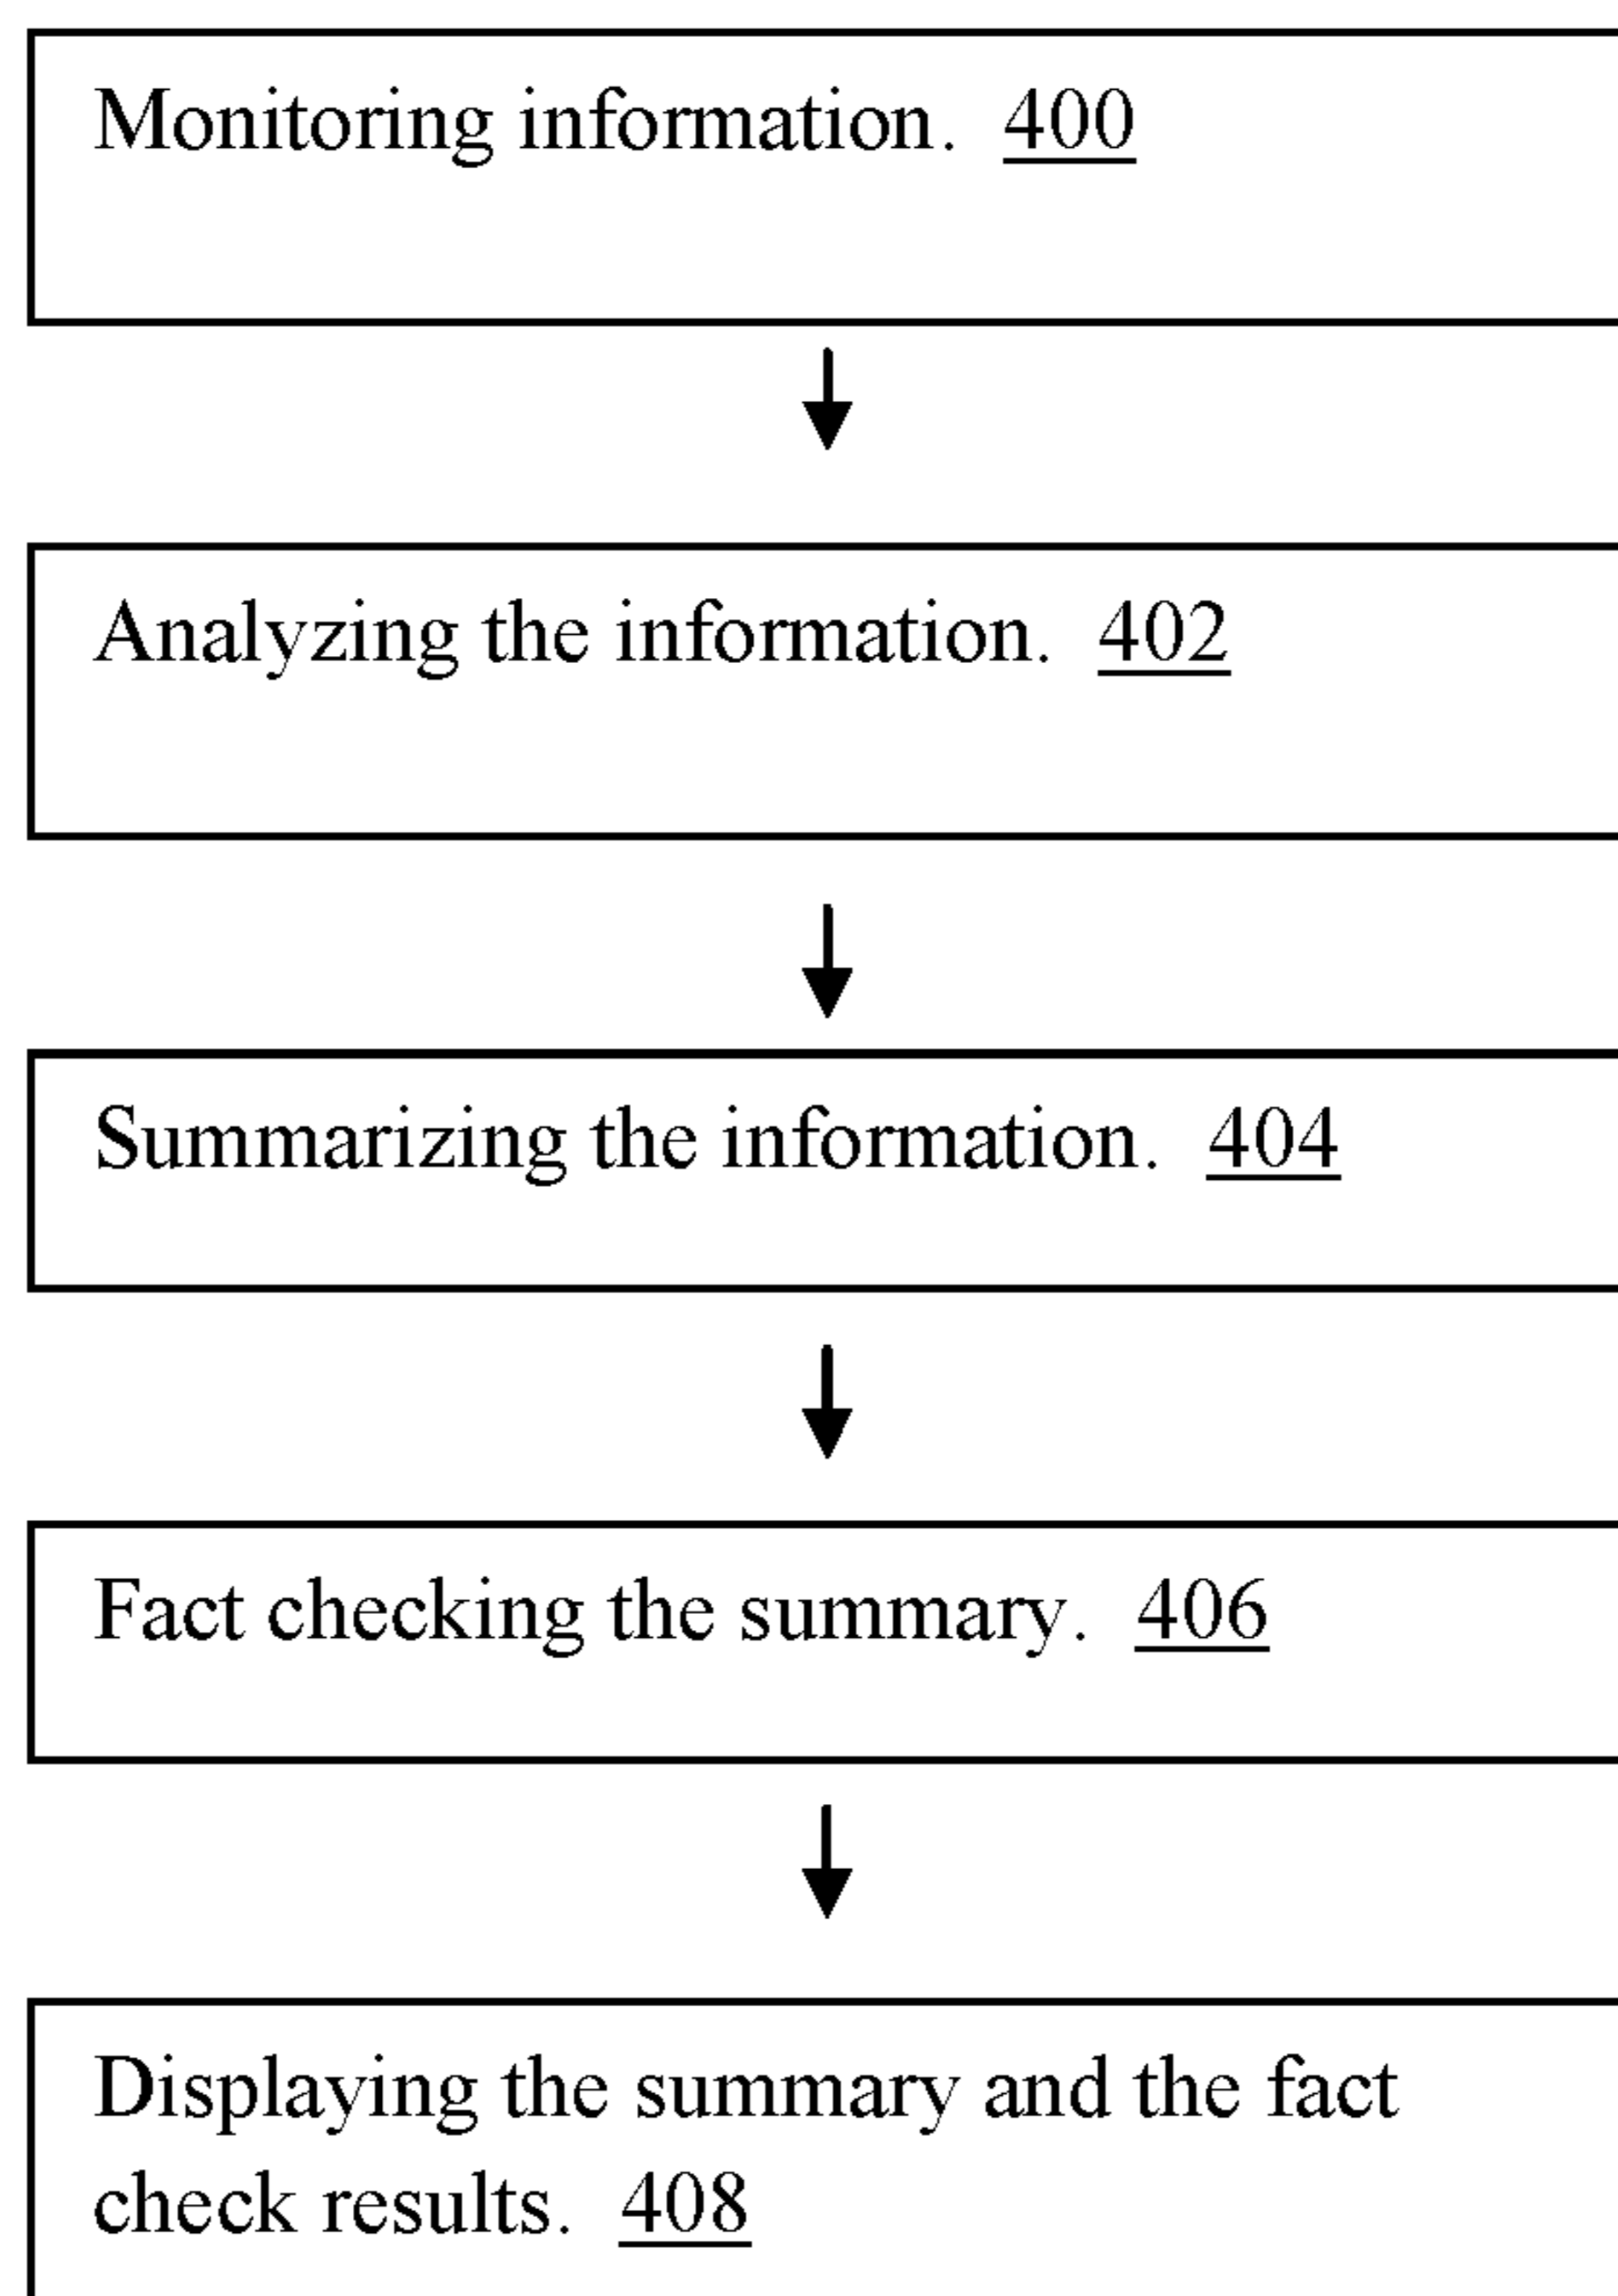 Monitoring information. 400
Analyzing the information. 402
Summarizing the information. 404
Fact checking the summary. 406
Displaying the summary and the fact
check results. 408